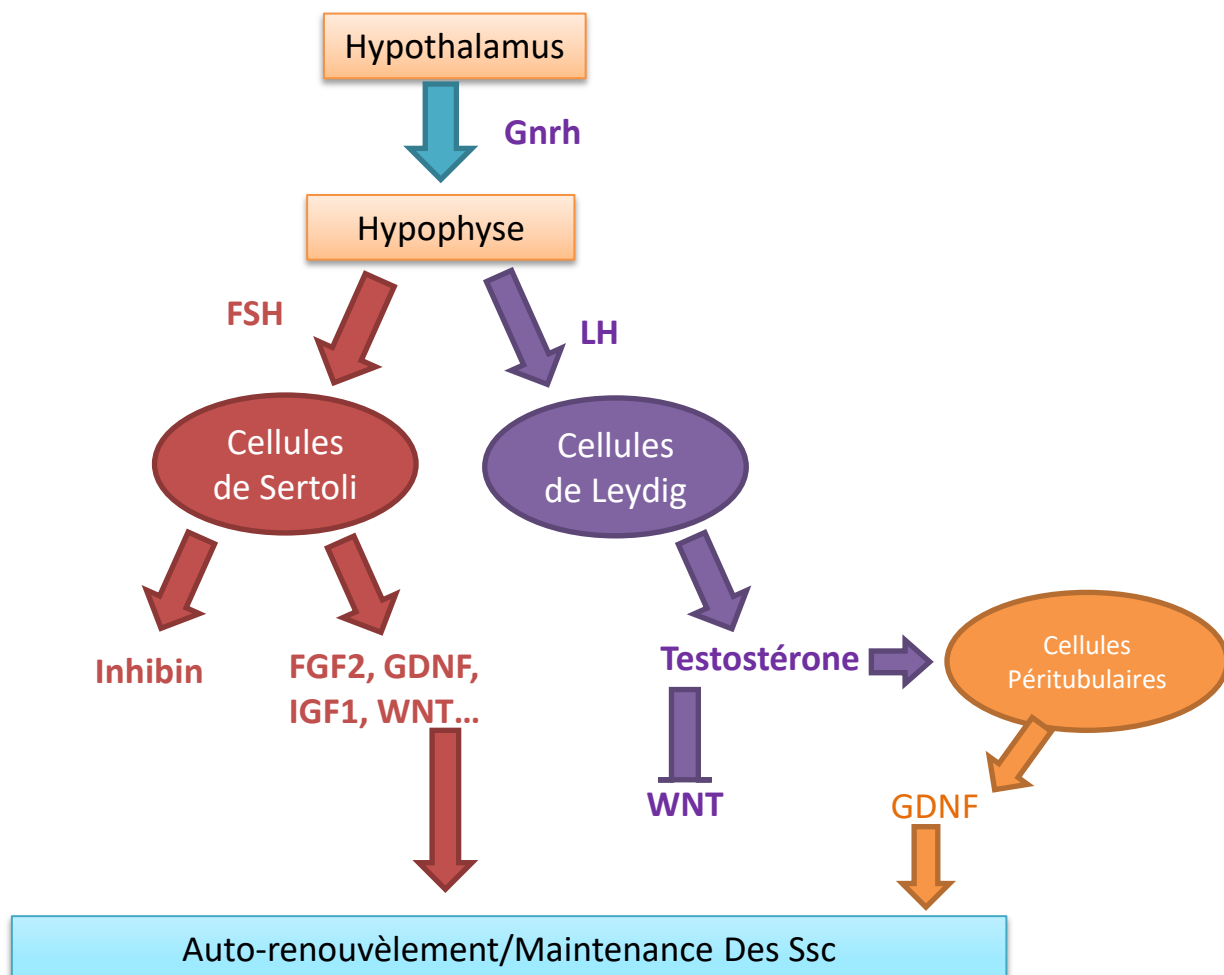 Hypothalamus
Gnrh
Hypophyse
FSH
LH
Cellules
de Sertoli
Cellules
de Leydig
Inhibin
FGF2, GDNF,
IGF1, WNT…
Testostérone
Cellules
Péritubulaires
WNT
GDNF
Auto-renouvèlement/Maintenance Des Ssc